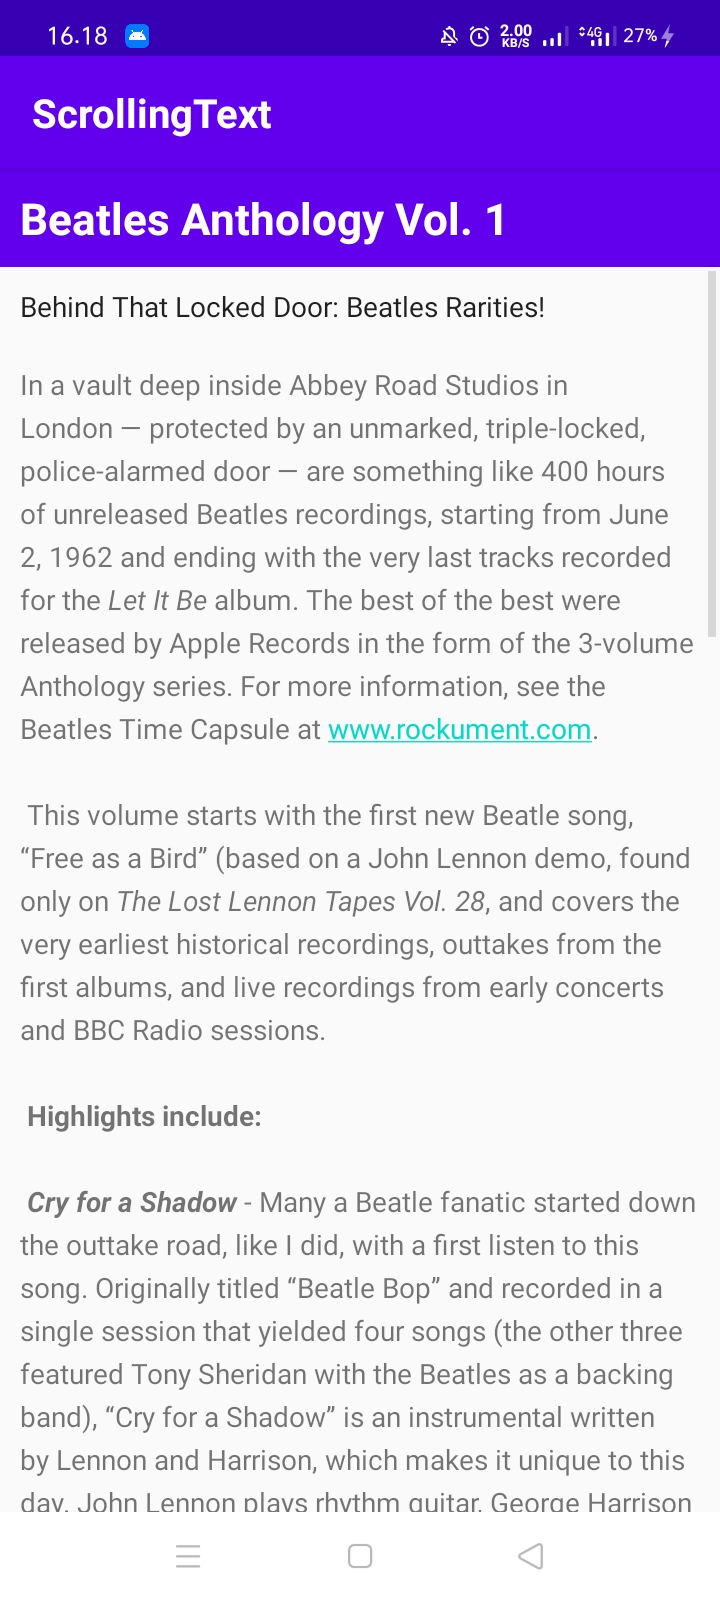 16.18
2.00
KB/S
4G
27%
ScrollingText
Beatles Anthology Vol. 1
Behind That Locked Door: Beatles Rarities!
In a vault deep inside Abbey Road Studios in
London — protected by an unmarked, triple-locked,
police-alarmed door — are something like 400 hours
of unreleased Beatles recordings, starting from June
2, 1962 and ending with the very last tracks recorded
for the Let It Be album. The best of the best were
released by Apple Records in the form of the 3-volume
Anthology series. For more information, see the
Beatles Time Capsule at www.rockument.com.
This volume starts with the first new Beatle song,
“Free as a Bird” (based on a John Lennon demo, found
only on The Lost Lennon Tapes Vol. 28, and covers the
very earliest historical recordings, outtakes from the
first albums, and live recordings from early concerts
and BBC Radio sessions.
Highlights include:
Cry for a Shadow - Many a Beatle fanatic started down
the outtake road, like I did, with a first listen to this
song. Originally titled “Beatle Bop” and recorded in a
single session that yielded four songs (the other three
featured Tony Sheridan with the Beatles as a backing
band), “Cry for a Shadow” is an instrumental written
by Lennon and Harrison, which makes it unique to this
day. John Lennon plays rhythm guitar, George Harrison